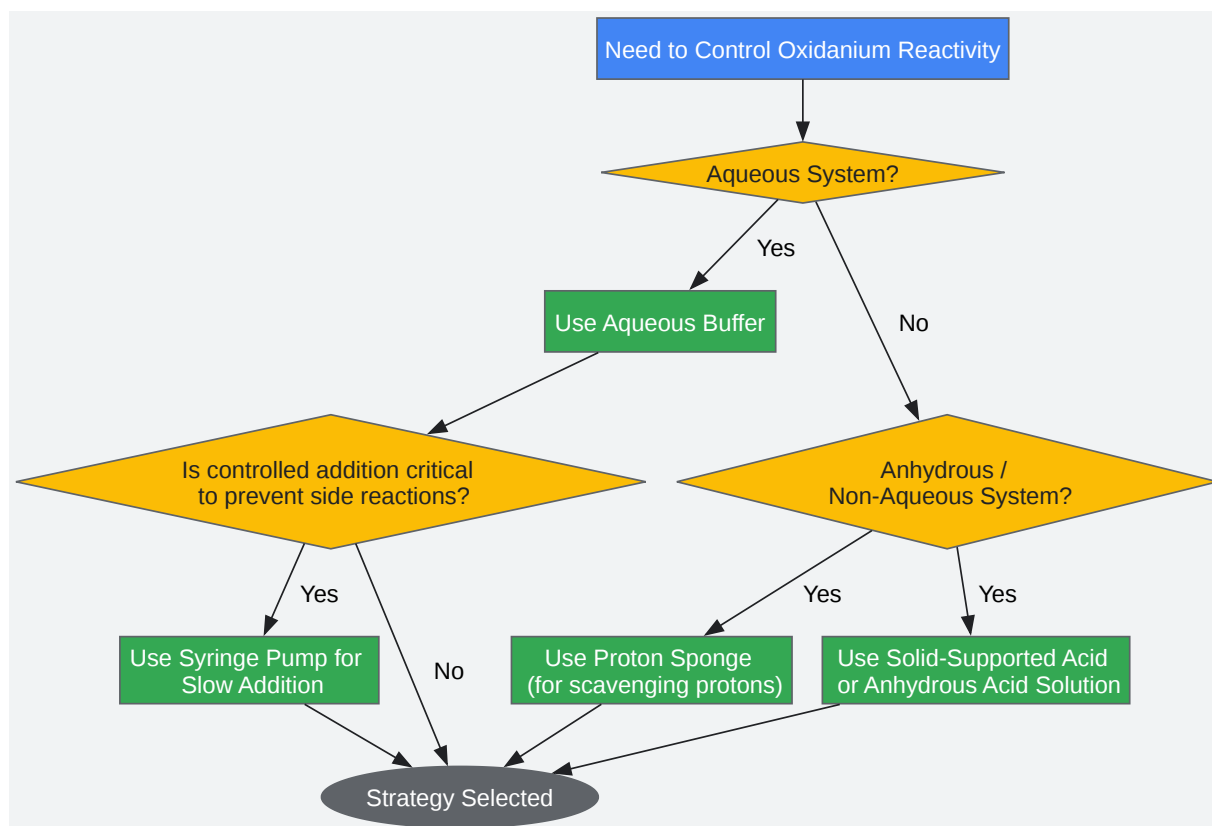 Need to Control Oxidanium Reactivity
Aqueous System?
Yes
Use Aqueous Buffer
No
Is controlled addition critical
to prevent side reactions?
Anhydrous /
Non-Aqueous System?
Yes
Yes
Yes
Use Syringe Pump for
Slow Addition
No
Use Proton Sponge
(for scavenging protons)
Use Solid-Supported Acid
or Anhydrous Acid Solution
Strategy Selected